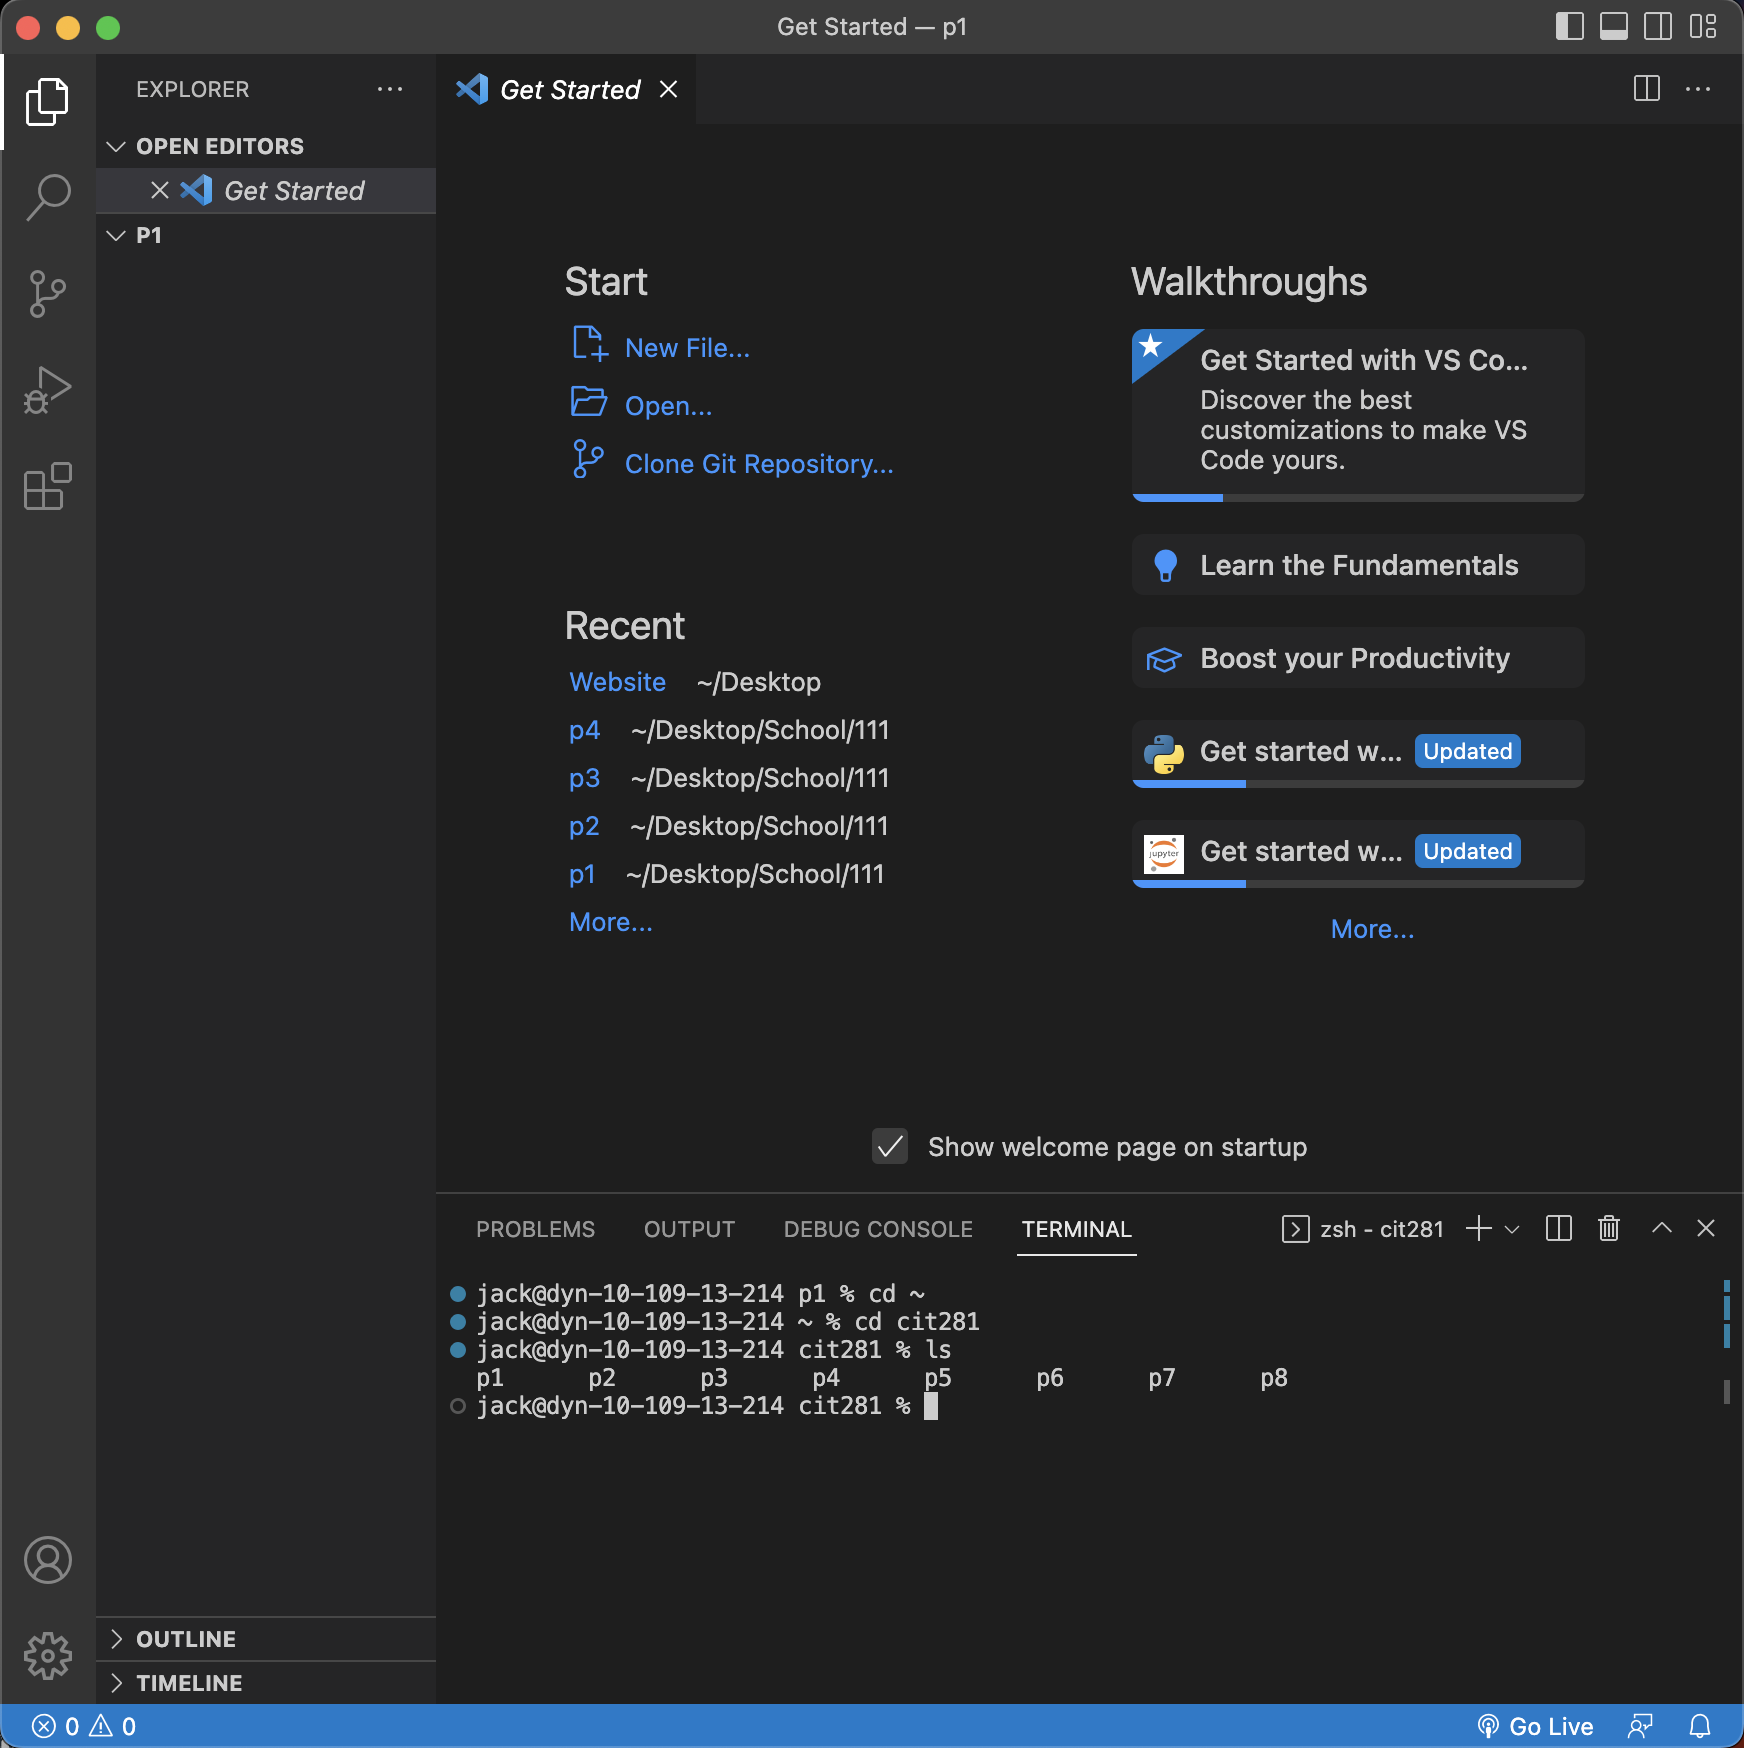 Get Started — p1
EXPLORER
Get Started
OPEN EDITORS
Get Started
P1
Start
New File...
Open...
Clone Git Repository...
Recent
Website ~/Desktop
p4 ~/Desktop/School/111
p3 ~/Desktop/School/111
p2 ~/Desktop/School/111
p1 ~/Desktop/School/111
More...
Walkthroughs
Get Started with VS Co...
Discover the best
customizations to make VS
Code yours.
Learn the Fundamentals
Boost your Productivity
Get started w... Updated
jupyter
Get started w... Updated
More...
Show welcome page on startup
PROBLEMS OUTPUT DEBUG CONSOLE TERMINAL zsh - cit281
jack@dyn-10-109-13-214 p1 % cd ~
jack@dyn-10-109-13-214 ~ % cd cit281
jack@dyn-10-109-13-214 cit281 % ls
p1 p2 p3 p4 p5 p6 p7 p8
jack@dyn-10-109-13-214 cit281 %
OUTLINE
TIMELINE
0 0 Go Live